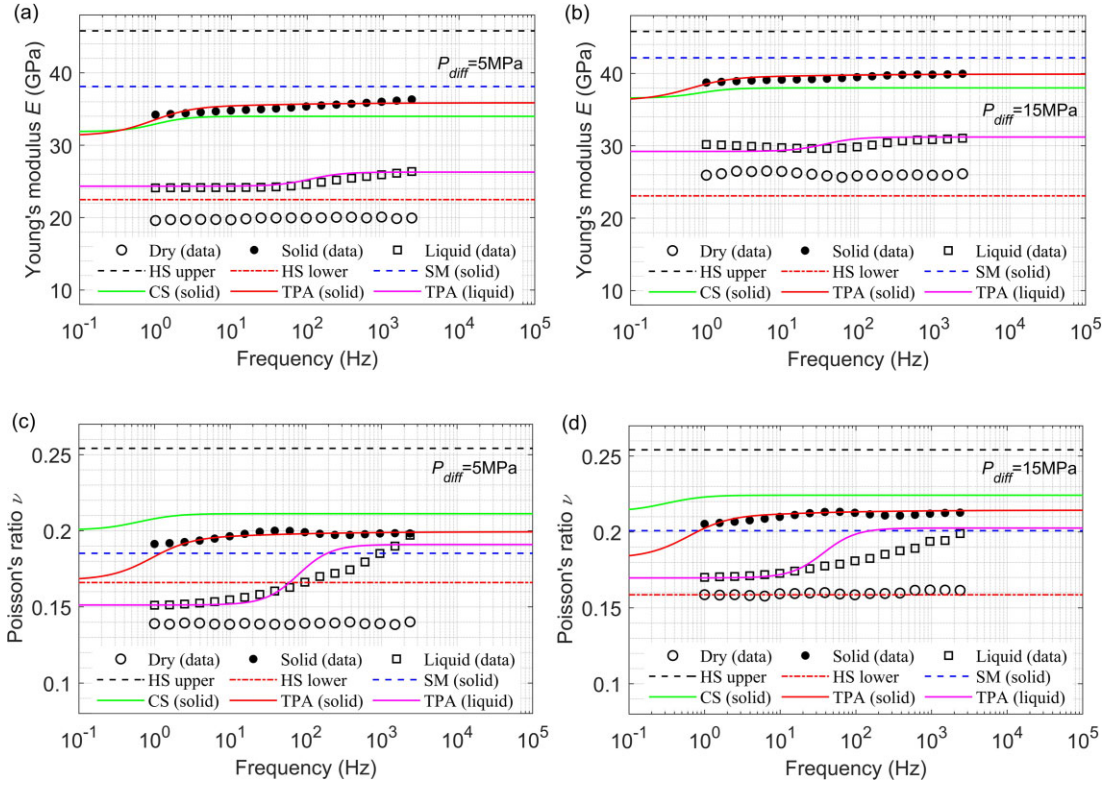 (a)
Young's modulus E (GPa)
50
40
30
20
10
P_diff=5MPa
Dry (data) Solid (data) Liquid (data)
HS upper HS lower SM (solid)
CS (solid) TPA (solid) TPA (liquid)
10^-1 10^0 10^1 10^2 10^3 10^4 10^5
Frequency (Hz)
(b)
Young's modulus E (GPa)
50
40
30
20
10
P_diff=15MPa
Dry (data) Solid (data) Liquid (data)
HS upper HS lower SM (solid)
CS (solid) TPA (solid) TPA (liquid)
10^-1 10^0 10^1 10^2 10^3 10^4 10^5
Frequency (Hz)
(c)
Poisson's ratio ν
0.25
0.2
0.15
0.1
P_diff=5MPa
Dry (data) Solid (data) Liquid (data)
HS upper HS lower SM (solid)
CS (solid) TPA (solid) TPA (liquid)
10^-1 10^0 10^1 10^2 10^3 10^4 10^5
Frequency (Hz)
(d)
Poisson's ratio ν
0.25
0.2
0.15
0.1
P_diff=15MPa
Dry (data) Solid (data) Liquid (data)
HS upper HS lower SM (solid)
CS (solid) TPA (solid) TPA (liquid)
10^-1 10^0 10^1 10^2 10^3 10^4 10^5
Frequency (Hz)